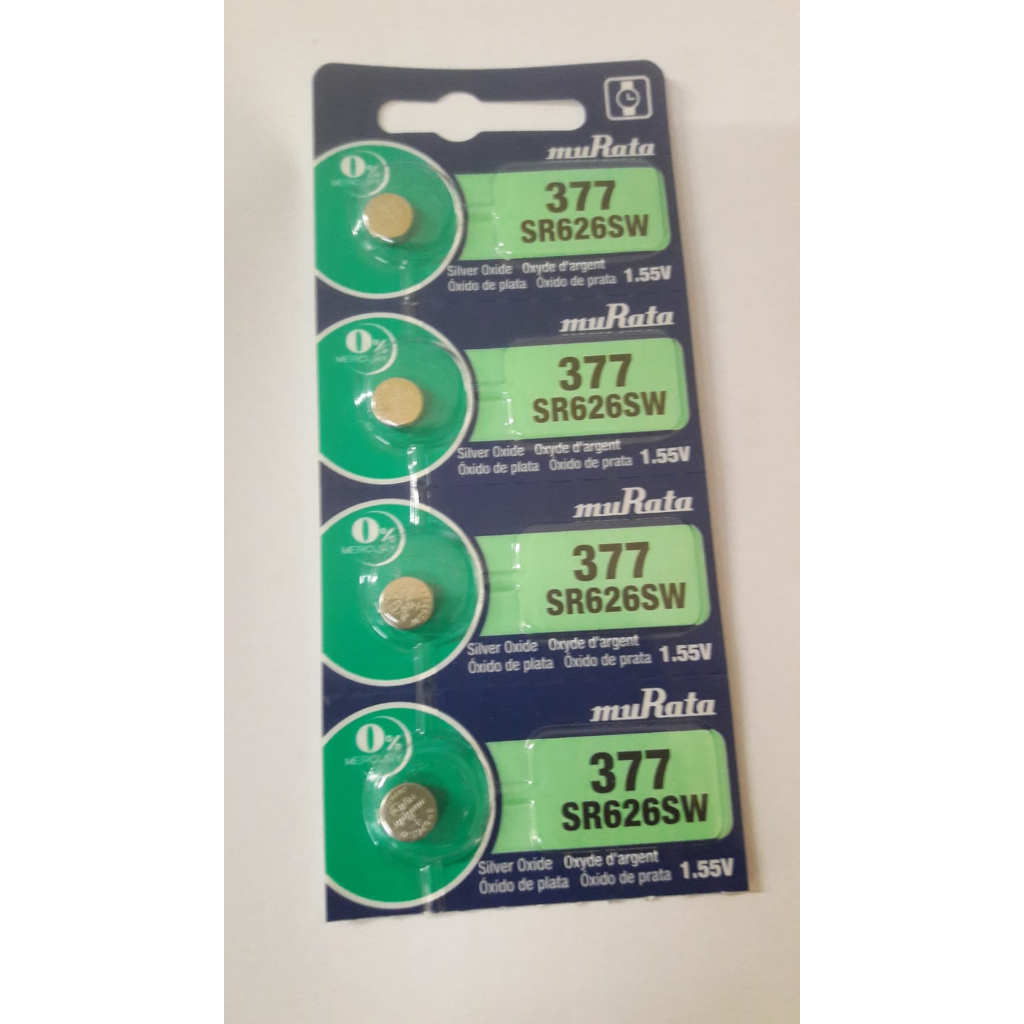 muRata
0%
MERCURY
377
SR626SW
Silver Oxide Oxyde d'argent
Óxido de plata Óxido de prata 1.55V
muRata
0%
MERCURY
377
SR626SW
Silver Oxide Oxyde d'argent
Óxido de plata Óxido de prata 1.55V
muRata
0%
MERCURY
377
SR626SW
Silver Oxide Oxyde d'argent
Óxido de plata Óxido de prata 1.55V
muRata
0%
MERCURY
377
SR626SW
Silver Oxide Oxyde d'argent
Óxido de plata Óxido de prata 1.55V